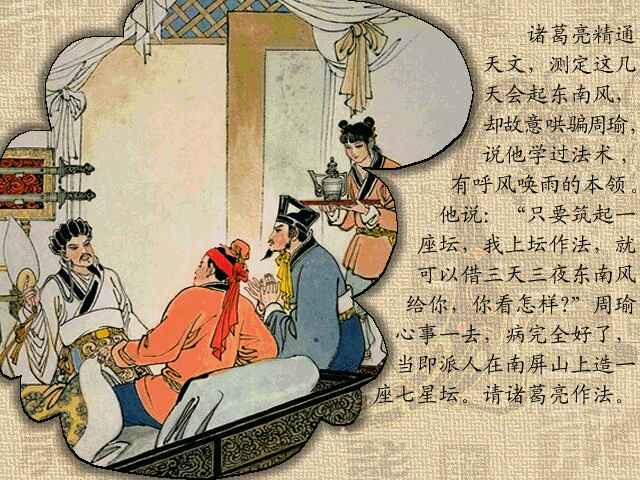 诸葛亮精通
天文，测定这几
天会起东南风，
却故意哄骗周瑜，
说他学过法术，
有呼风唤雨的本领。
他说：“只要筑起一
座坛，我上坛作法，就
可以借三天三夜东南风
给你，你看怎样?”周瑜
心事一去，病完全好了，
当即派人在南屏山上造一
座七星坛。请诸葛亮作法。